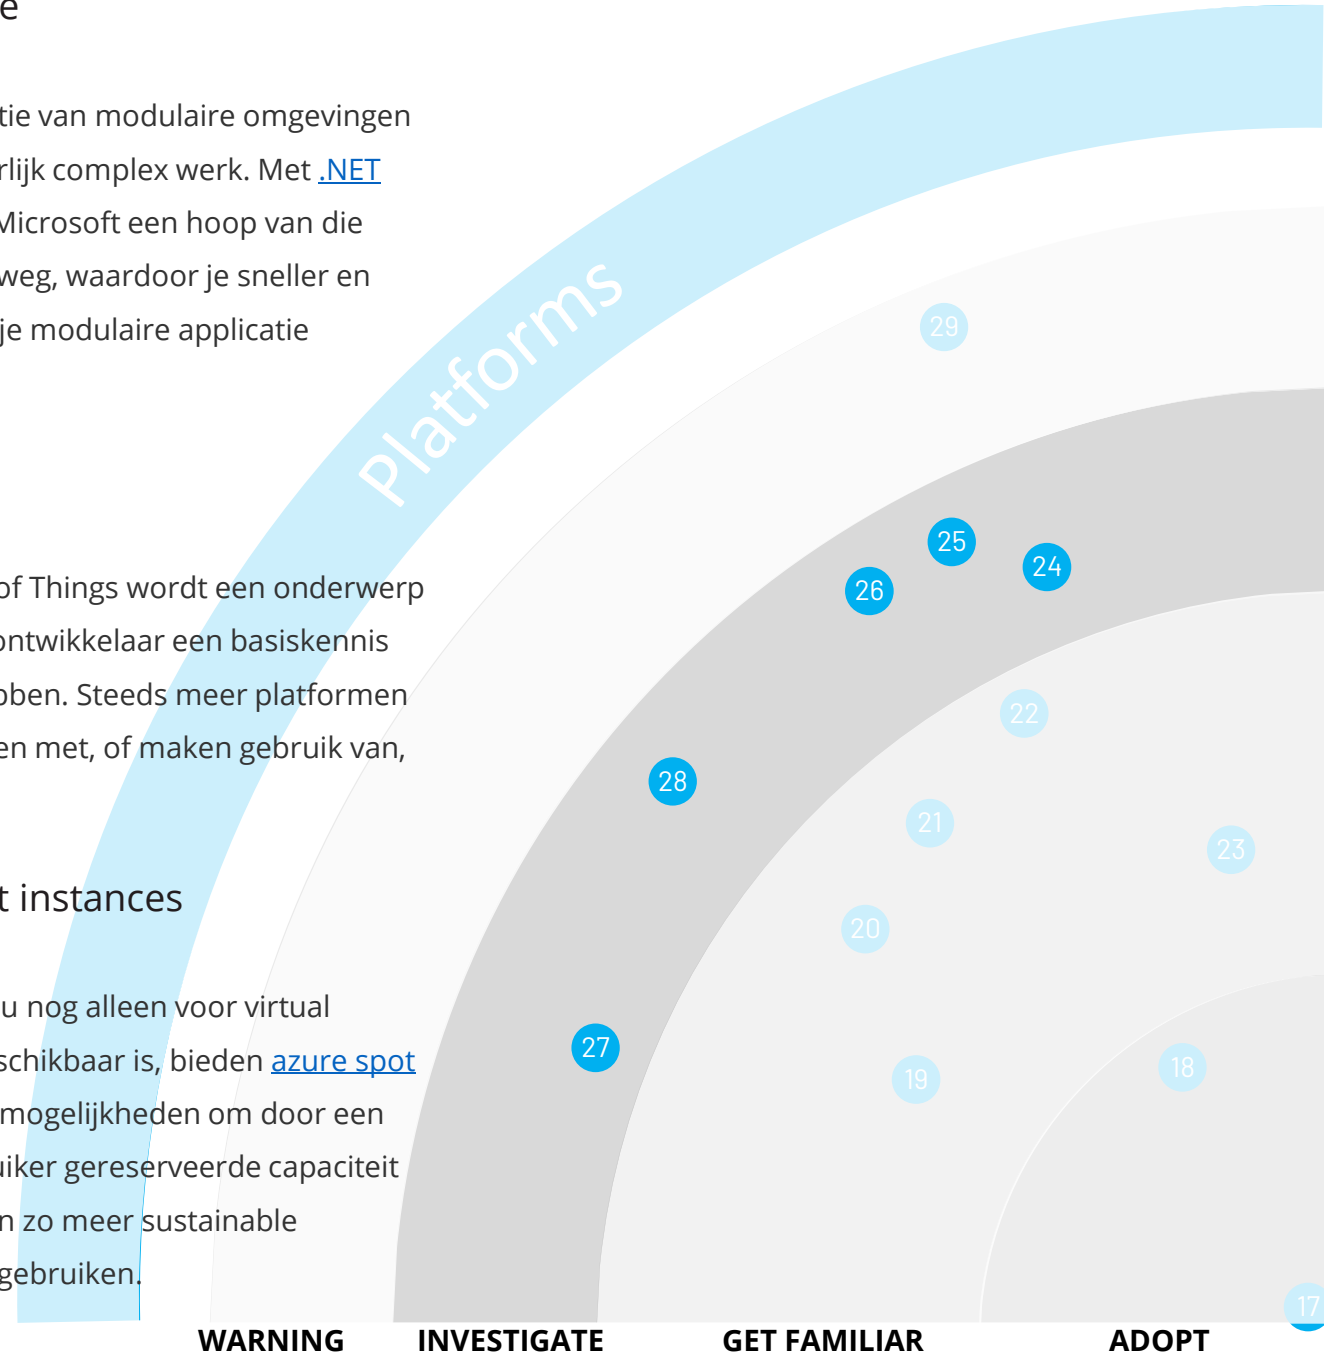 e
tie van modulaire omgevingen
rlijk complex werk. Met .NET
Microsoft een hoop van die
weg, waardoor je sneller en
je modulaire applicatie
of Things wordt een onderwerp
ontwikkelaar een basiskennis
bben. Steeds meer platformen
en met, of maken gebruik van,
t instances
u nog alleen voor virtual
schikbaar is, bieden azure spot
mogelijkheden om door een
uiker gereserveerde capaciteit
n zo meer sustainable
gebruiken.
Platforms
29
25
24
26
22
28
21
23
20
27
18
19
17
WARNING INVESTIGATE GET FAMILIAR ADOPT